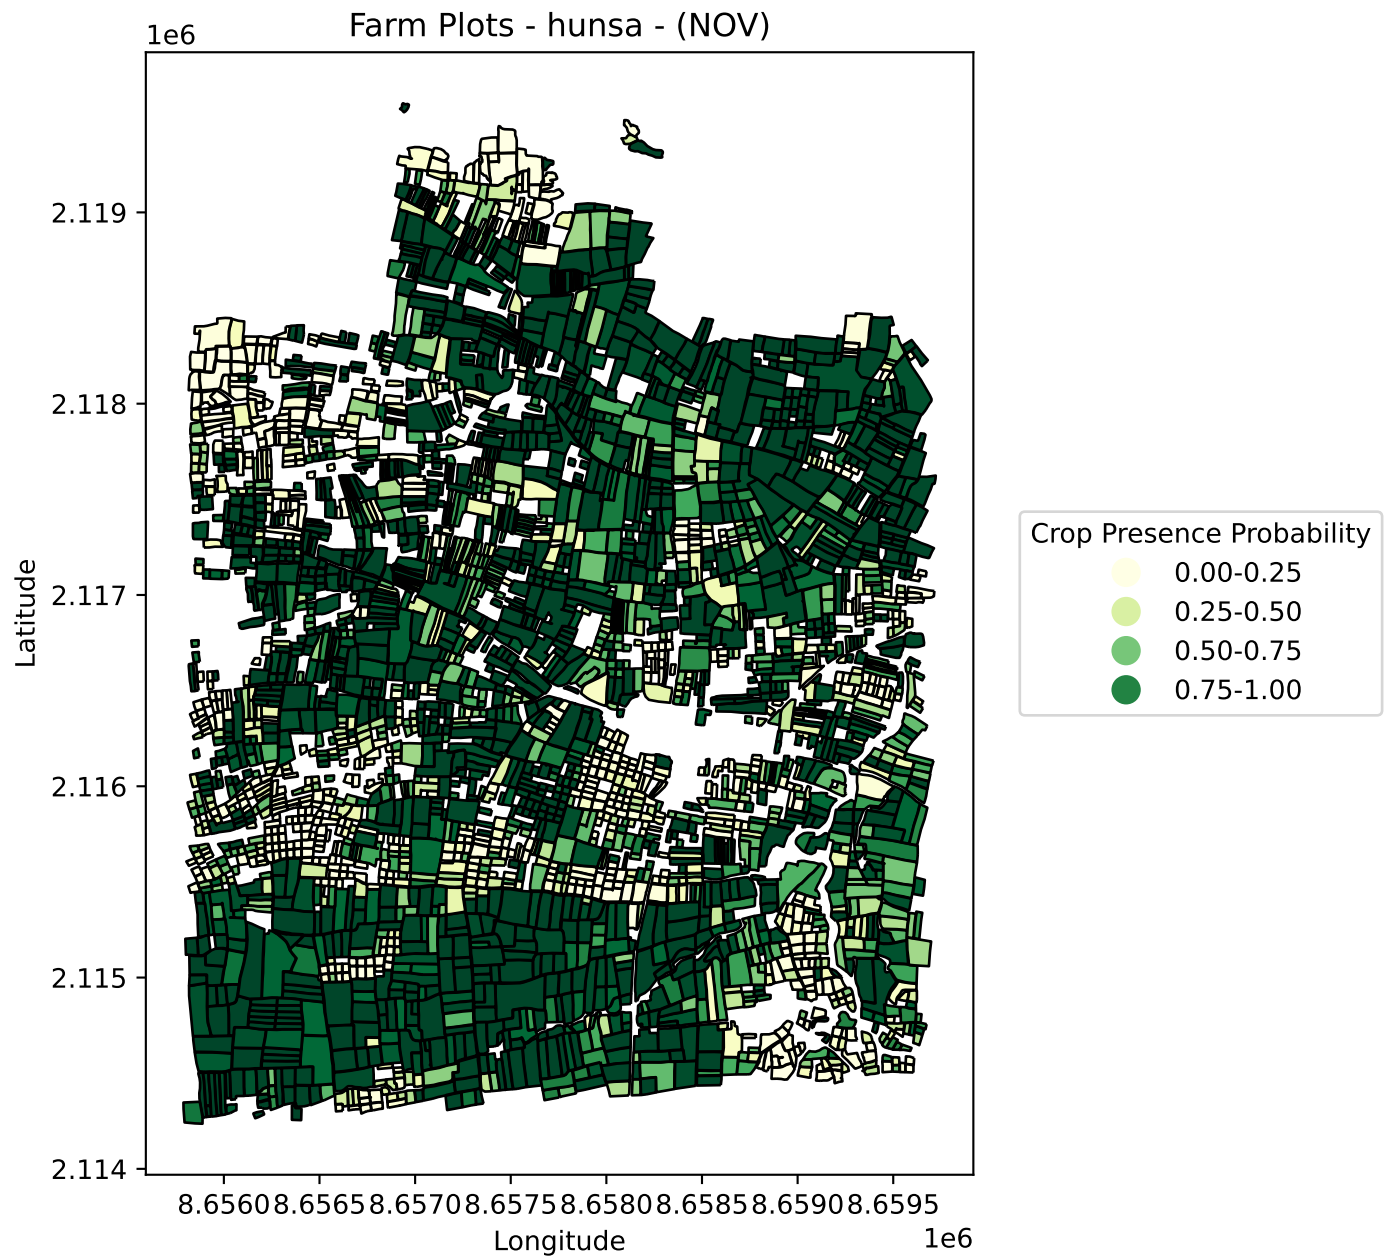 Farm Plots - hunsa - (NOV)
1e6
2.119
2.118
2.117
2.116
2.115
2.114
Latitude
8.6560 8.6565 8.6570 8.6575 8.6580 8.6585 8.6590 8.6595
Longitude
1e6
Crop Presence Probability
0.00-0.25
0.25-0.50
0.50-0.75
0.75-1.00